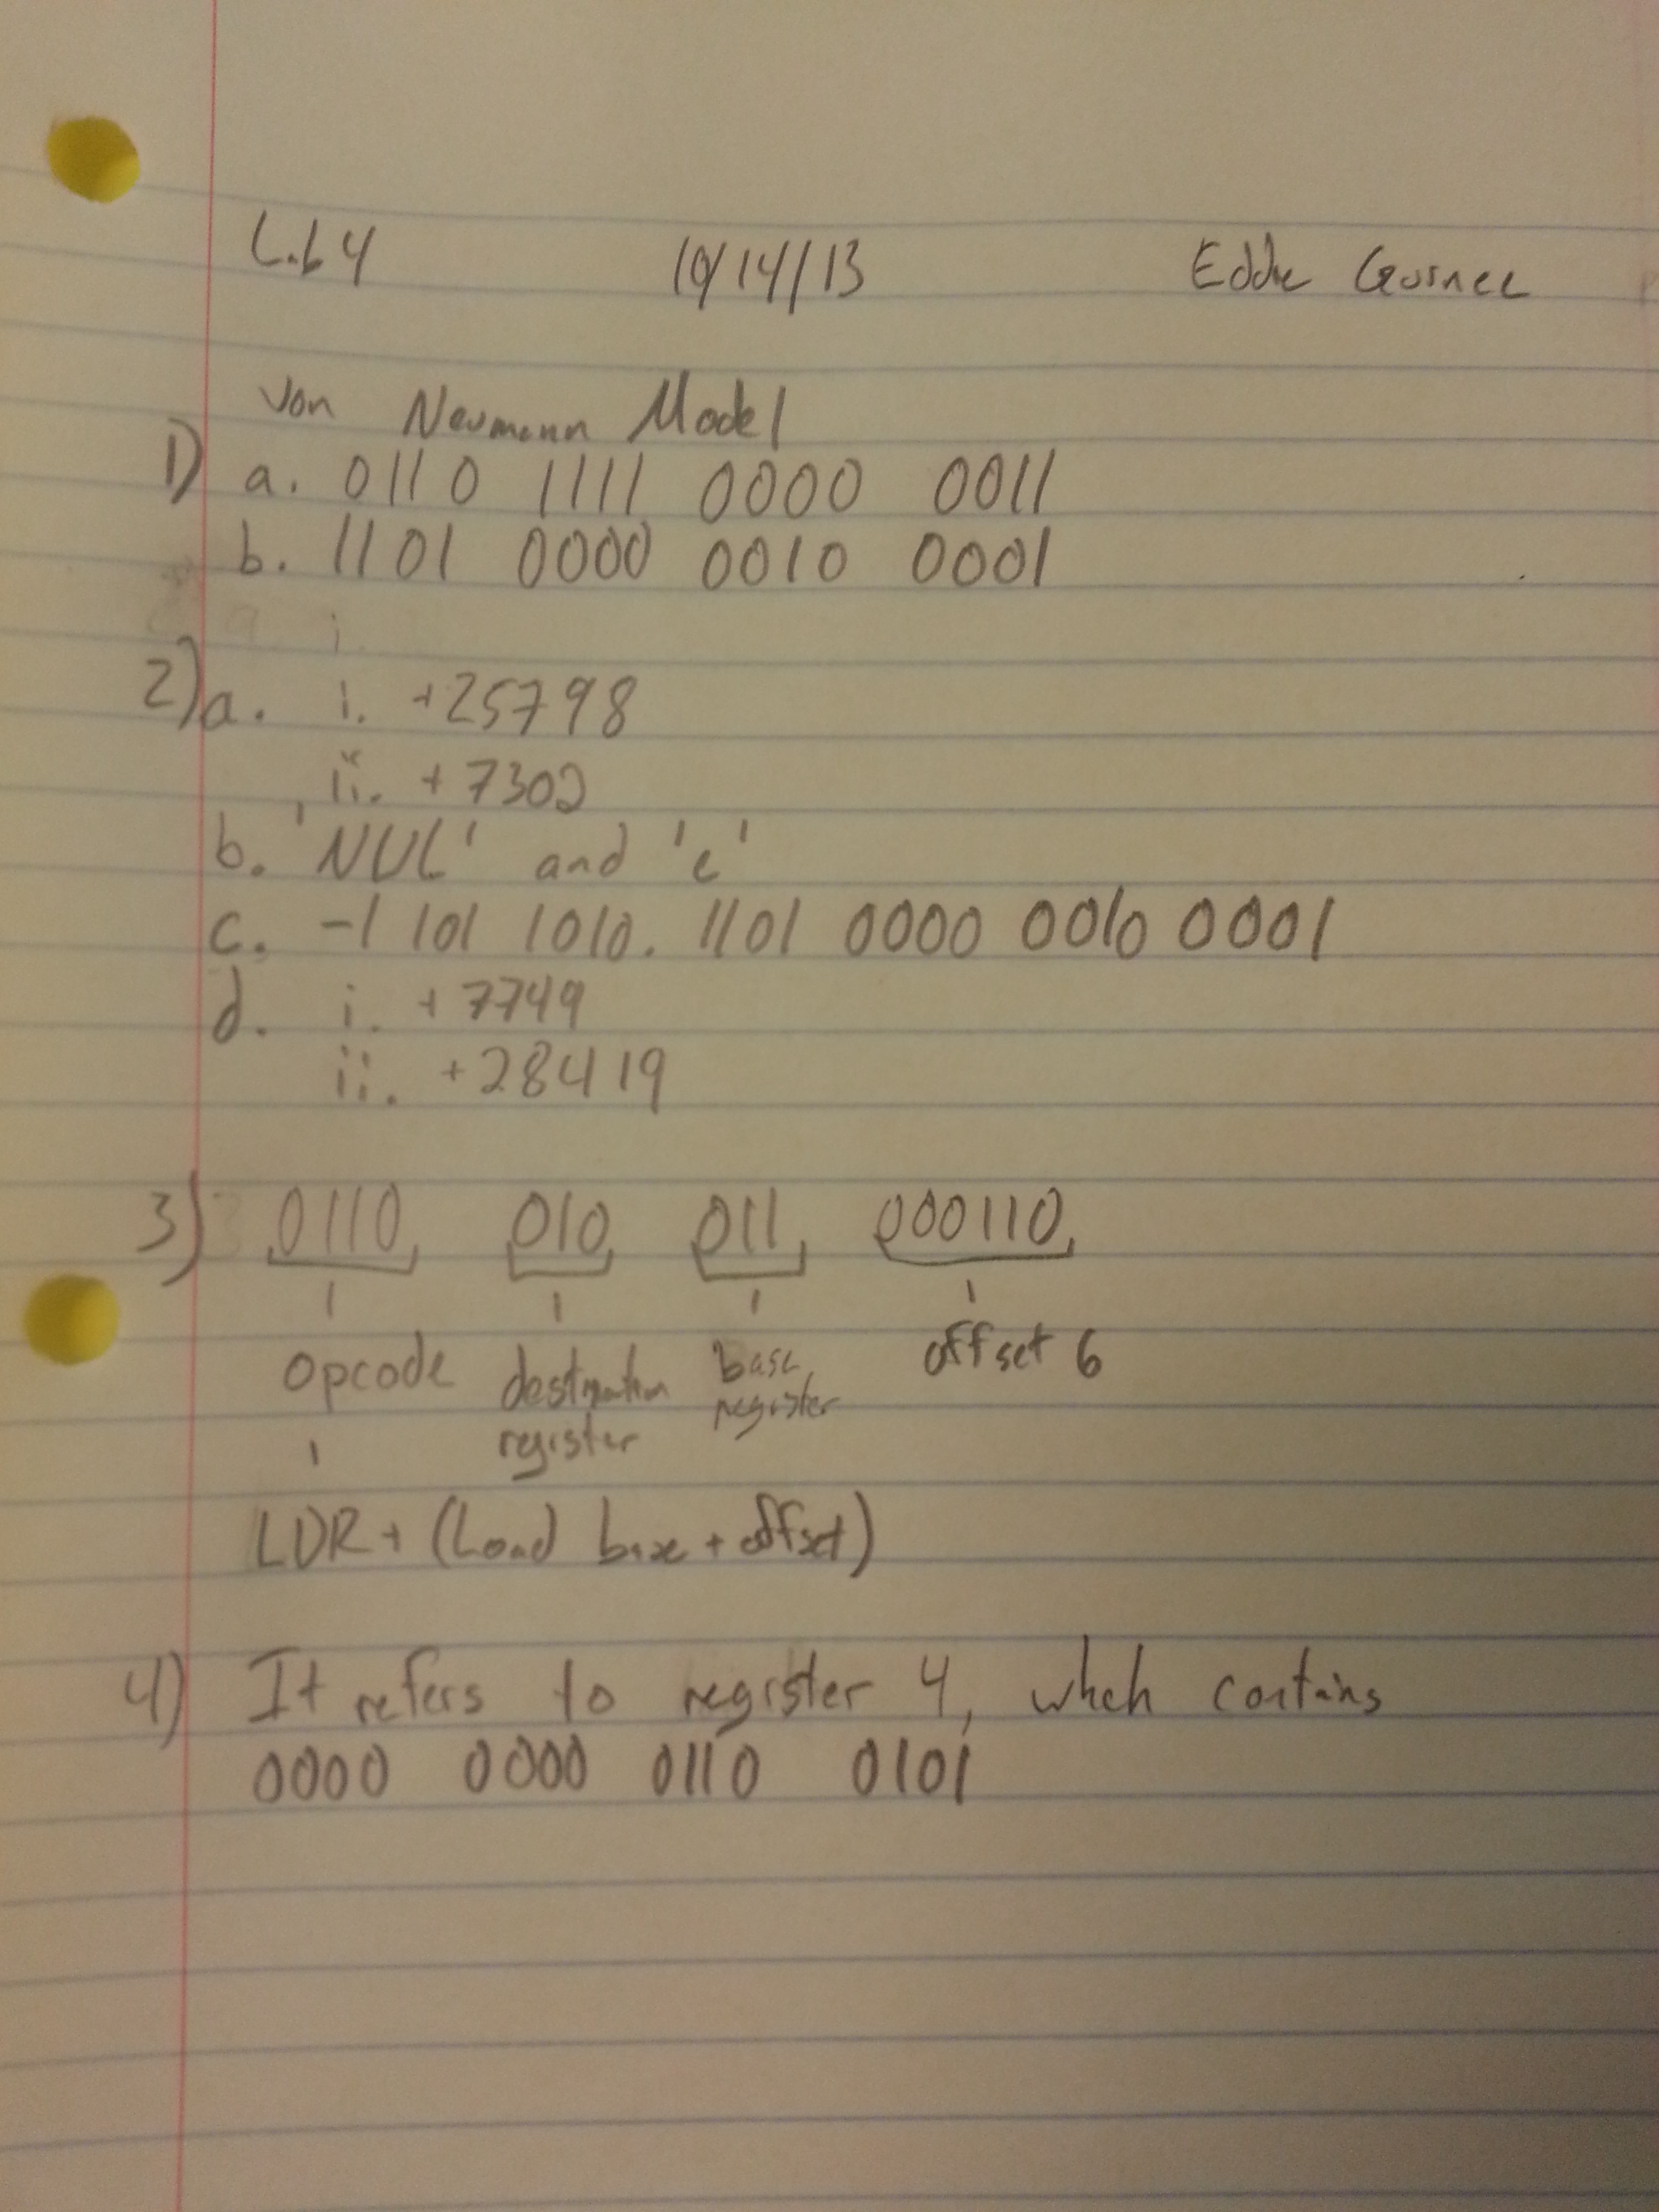 Lab 4 10/14/13 Eddie Gurnee
Von Neumann Model
1) a. 0110 1111 0000 0011
b. 1101 0000 0010 0001
2) a. i. +25798
ii. +7302
b. 'NUL' and 'e'
c. -1 101 1010. 1101 0000 0010 0001
d. i. +7749
ii. +28419
3) 0110 010 011 000110
opcode destination register base register offset 6
LDR + (Load base + offset)
4) It refers to register 4, which contains
0000 0000 0110 0101